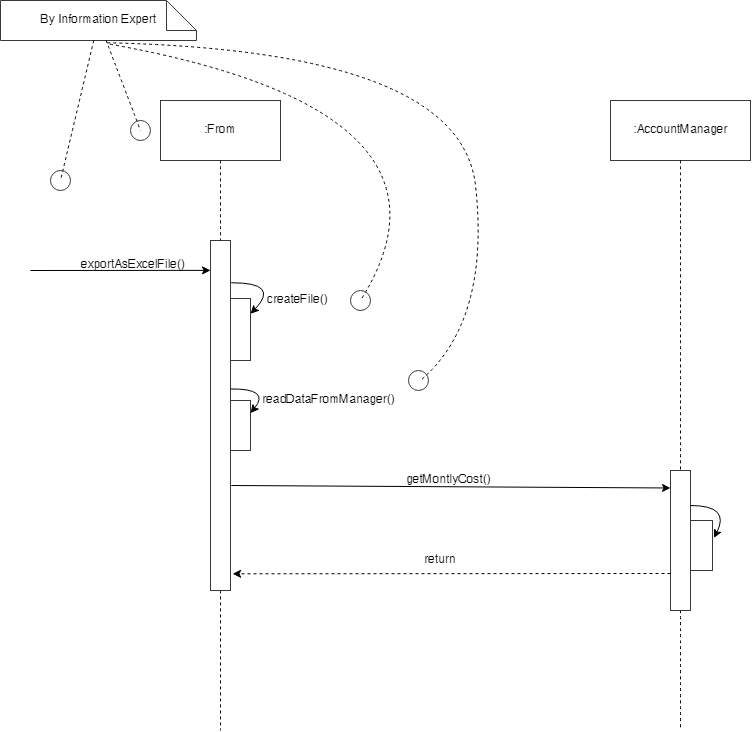 By Information Expert
:From
:AccountManager
exportAsExcelFile()
createFile()
readDataFromManager()
getMontlyCost()
return